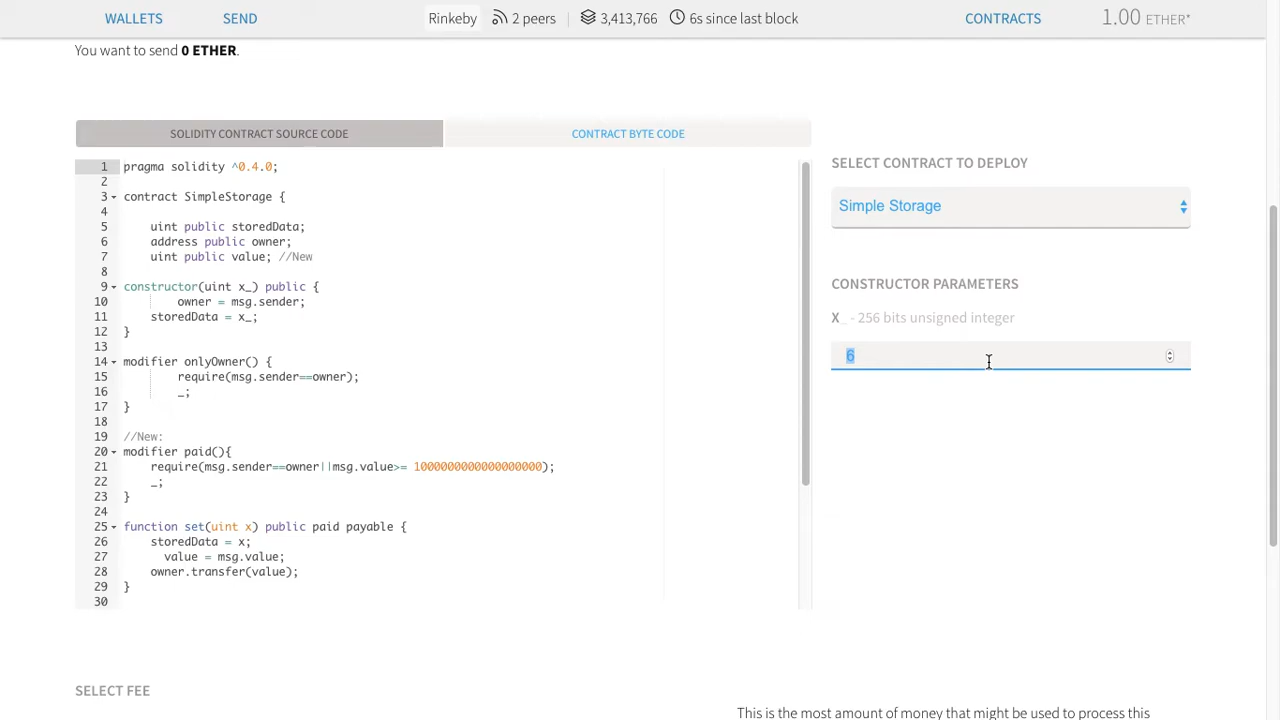 WALLETS SEND Rinkeby 2 peers 3,413,766 6s since last block CONTRACTS 1.00 ETHER*
You want to send 0 ETHER.
SOLIDITY CONTRACT SOURCE CODE CONTRACT BYTE CODE
SELECT CONTRACT TO DEPLOY
Simple Storage
CONSTRUCTOR PARAMETERS
X_ - 256 bits unsigned integer
6
1 pragma solidity ^0.4.0;
2
3 contract SimpleStorage {
4
5 uint public storedData;
6 address public owner;
7 uint public value; //New
8
9 constructor(uint x_) public {
10 owner = msg.sender;
11 storedData = x_;
12 }
13
14 modifier onlyOwner() {
15 require(msg.sender==owner);
16 _;
17 }
18
19 //New:
20 modifier paid(){
21 require(msg.sender==owner||msg.value>= 1000000000000000000);
22 _;
23 }
24
25 function set(uint x) public paid payable {
26 storedData = x;
27 value = msg.value;
28 owner.transfer(value);
29 }
30
SELECT FEE
This is the most amount of money that might be used to process this